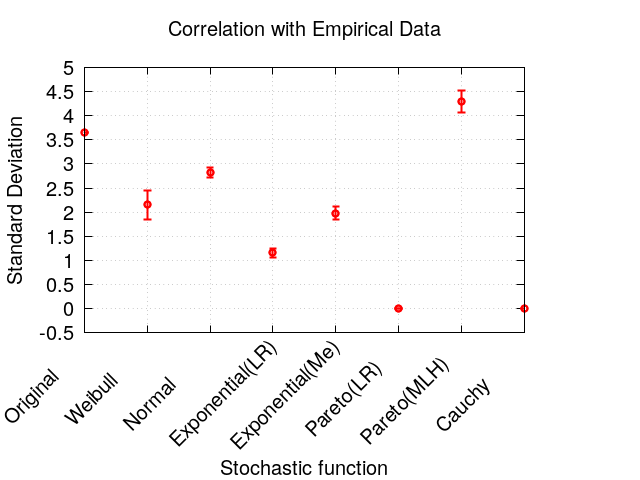 Correlation with Empirical Data
Standard Deviation
5
4.5
4
3.5
3
2.5
2
1.5
1
0.5
0
-0.5
Original
Weibull
Normal
Exponential(LR)
Exponential(Me)
Pareto(LR)
Pareto(MLH)
Cauchy
Stochastic function